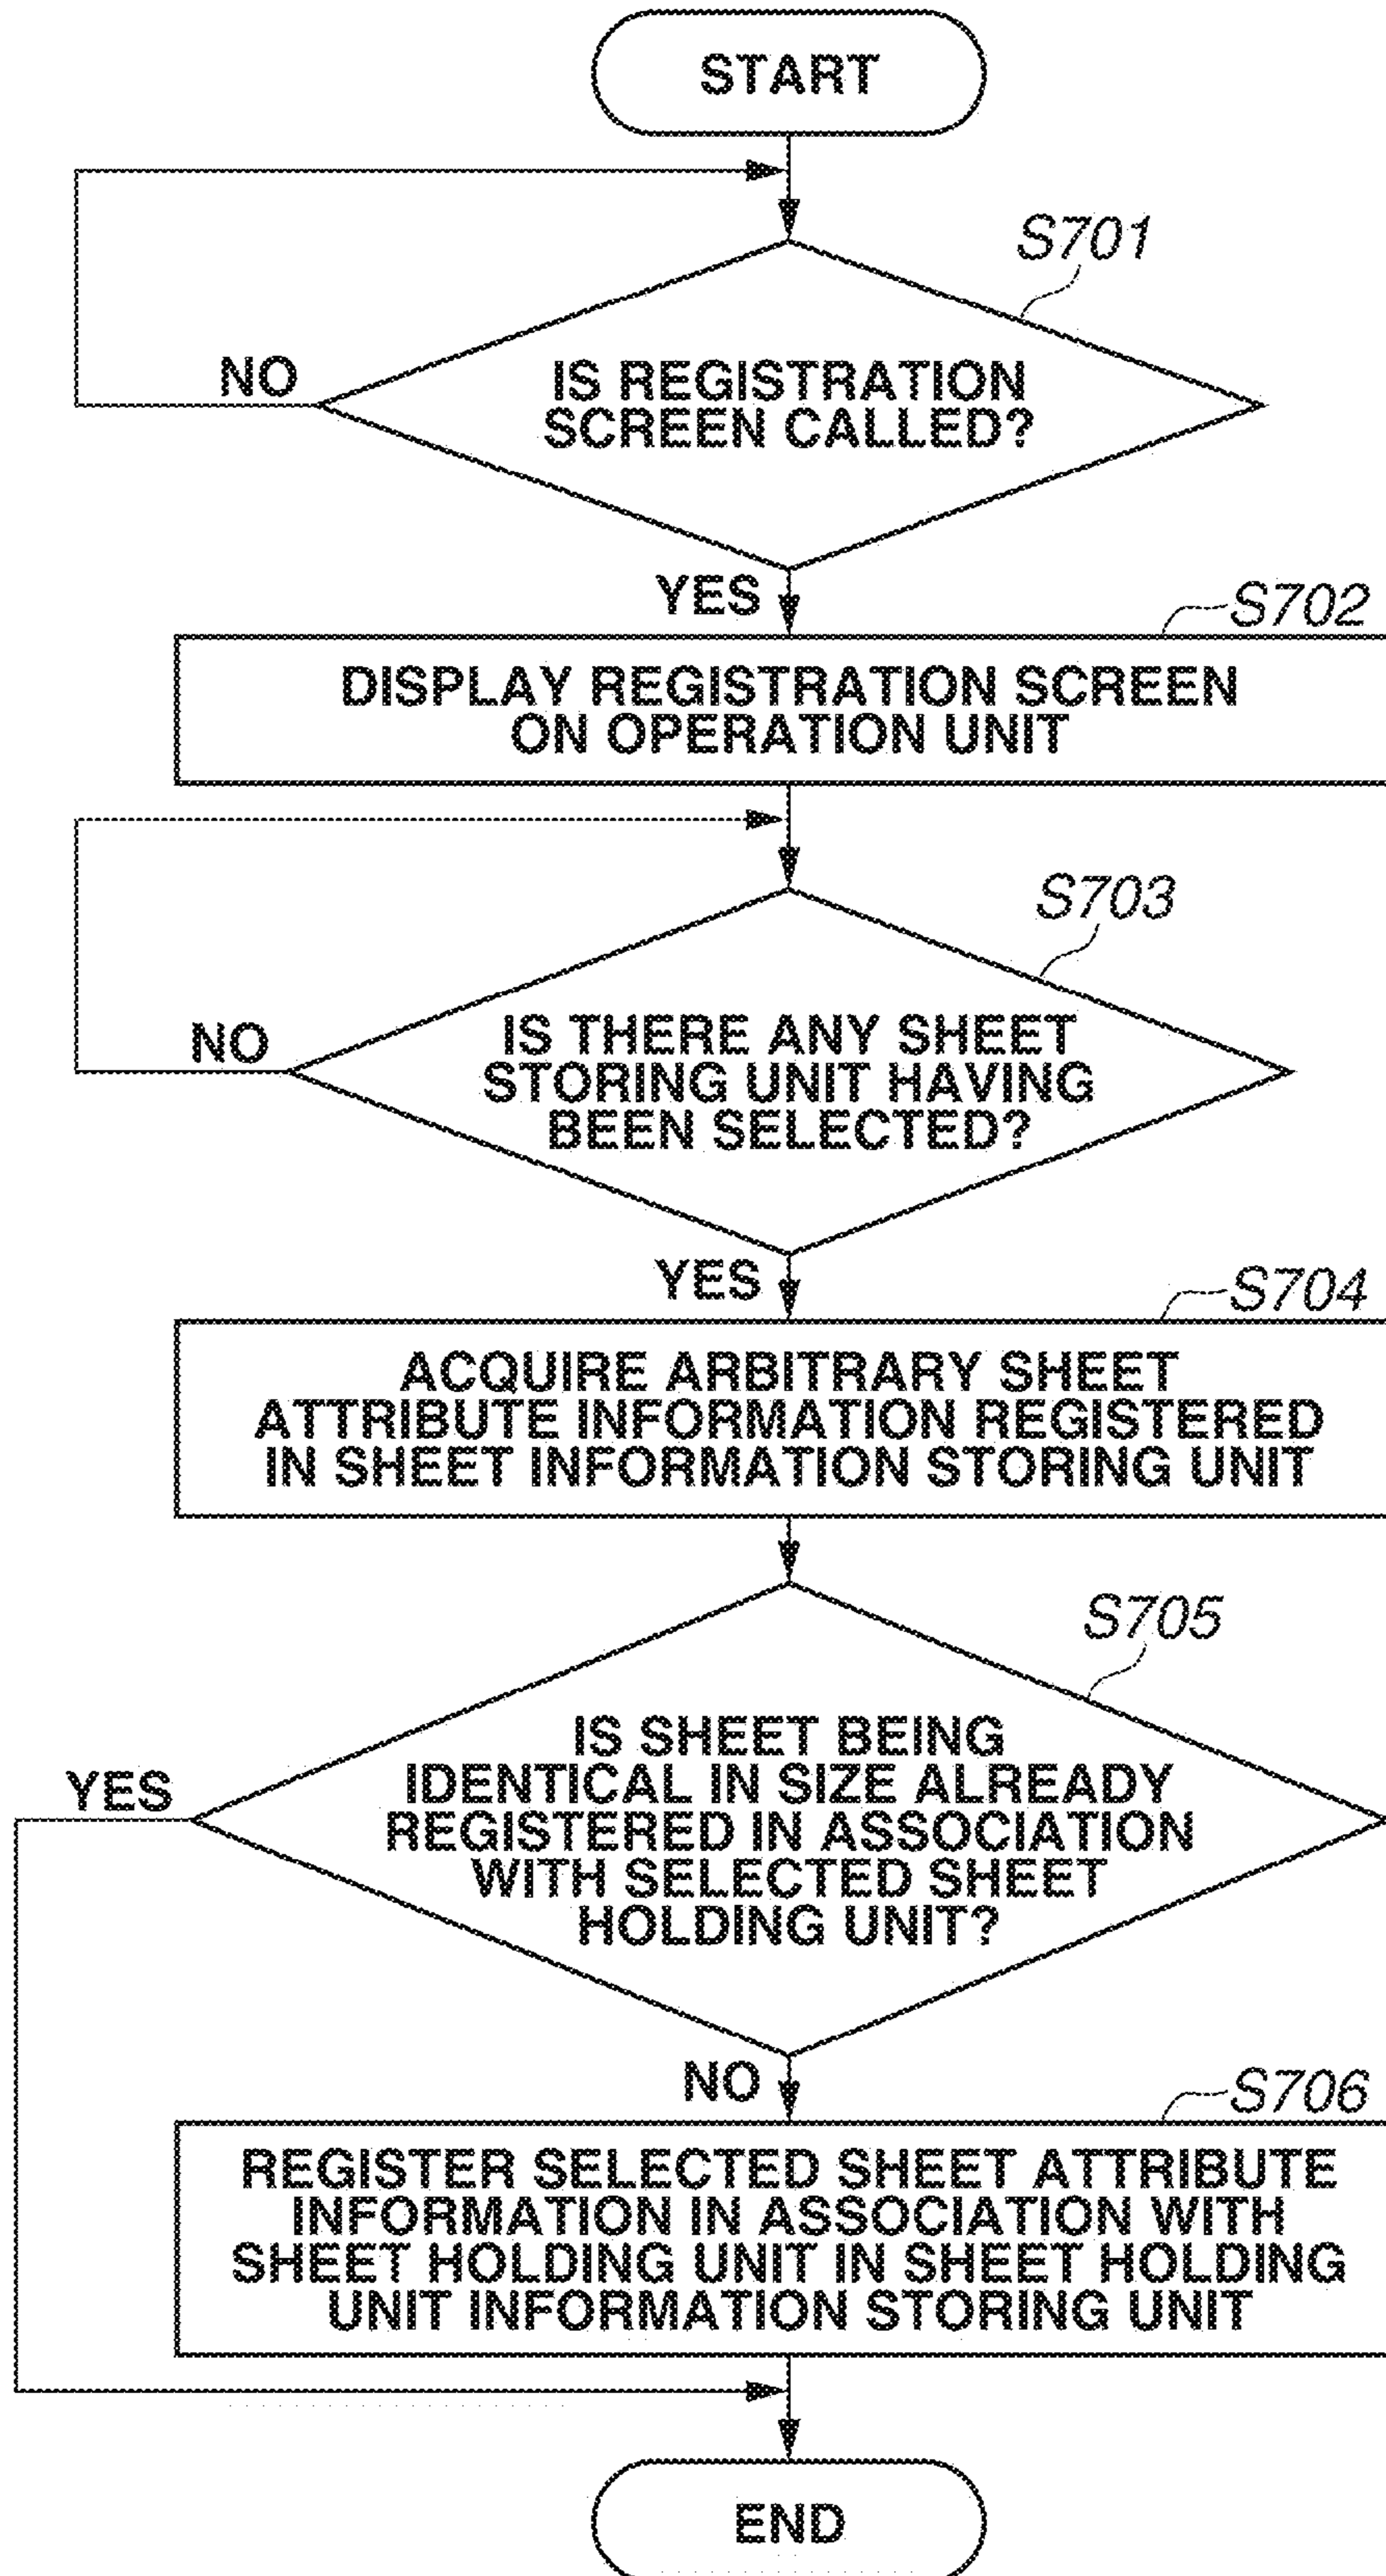 START
S701
NO
IS REGISTRATION
SCREEN CALLED?
YES
S702
DISPLAY REGISTRATION SCREEN
ON OPERATION UNIT
S703
NO
IS THERE ANY SHEET
STORING UNIT HAVING
BEEN SELECTED?
YES
S704
ACQUIRE ARBITRARY SHEET
ATTRIBUTE INFORMATION REGISTERED
IN SHEET INFORMATION STORING UNIT
S705
YES
IS SHEET BEING
IDENTICAL IN SIZE ALREADY
REGISTERED IN ASSOCIATION
WITH SELECTED SHEET
HOLDING UNIT?
NO
S706
REGISTER SELECTED SHEET ATTRIBUTE
INFORMATION IN ASSOCIATION WITH
SHEET HOLDING UNIT IN SHEET HOLDING
UNIT INFORMATION STORING UNIT
END